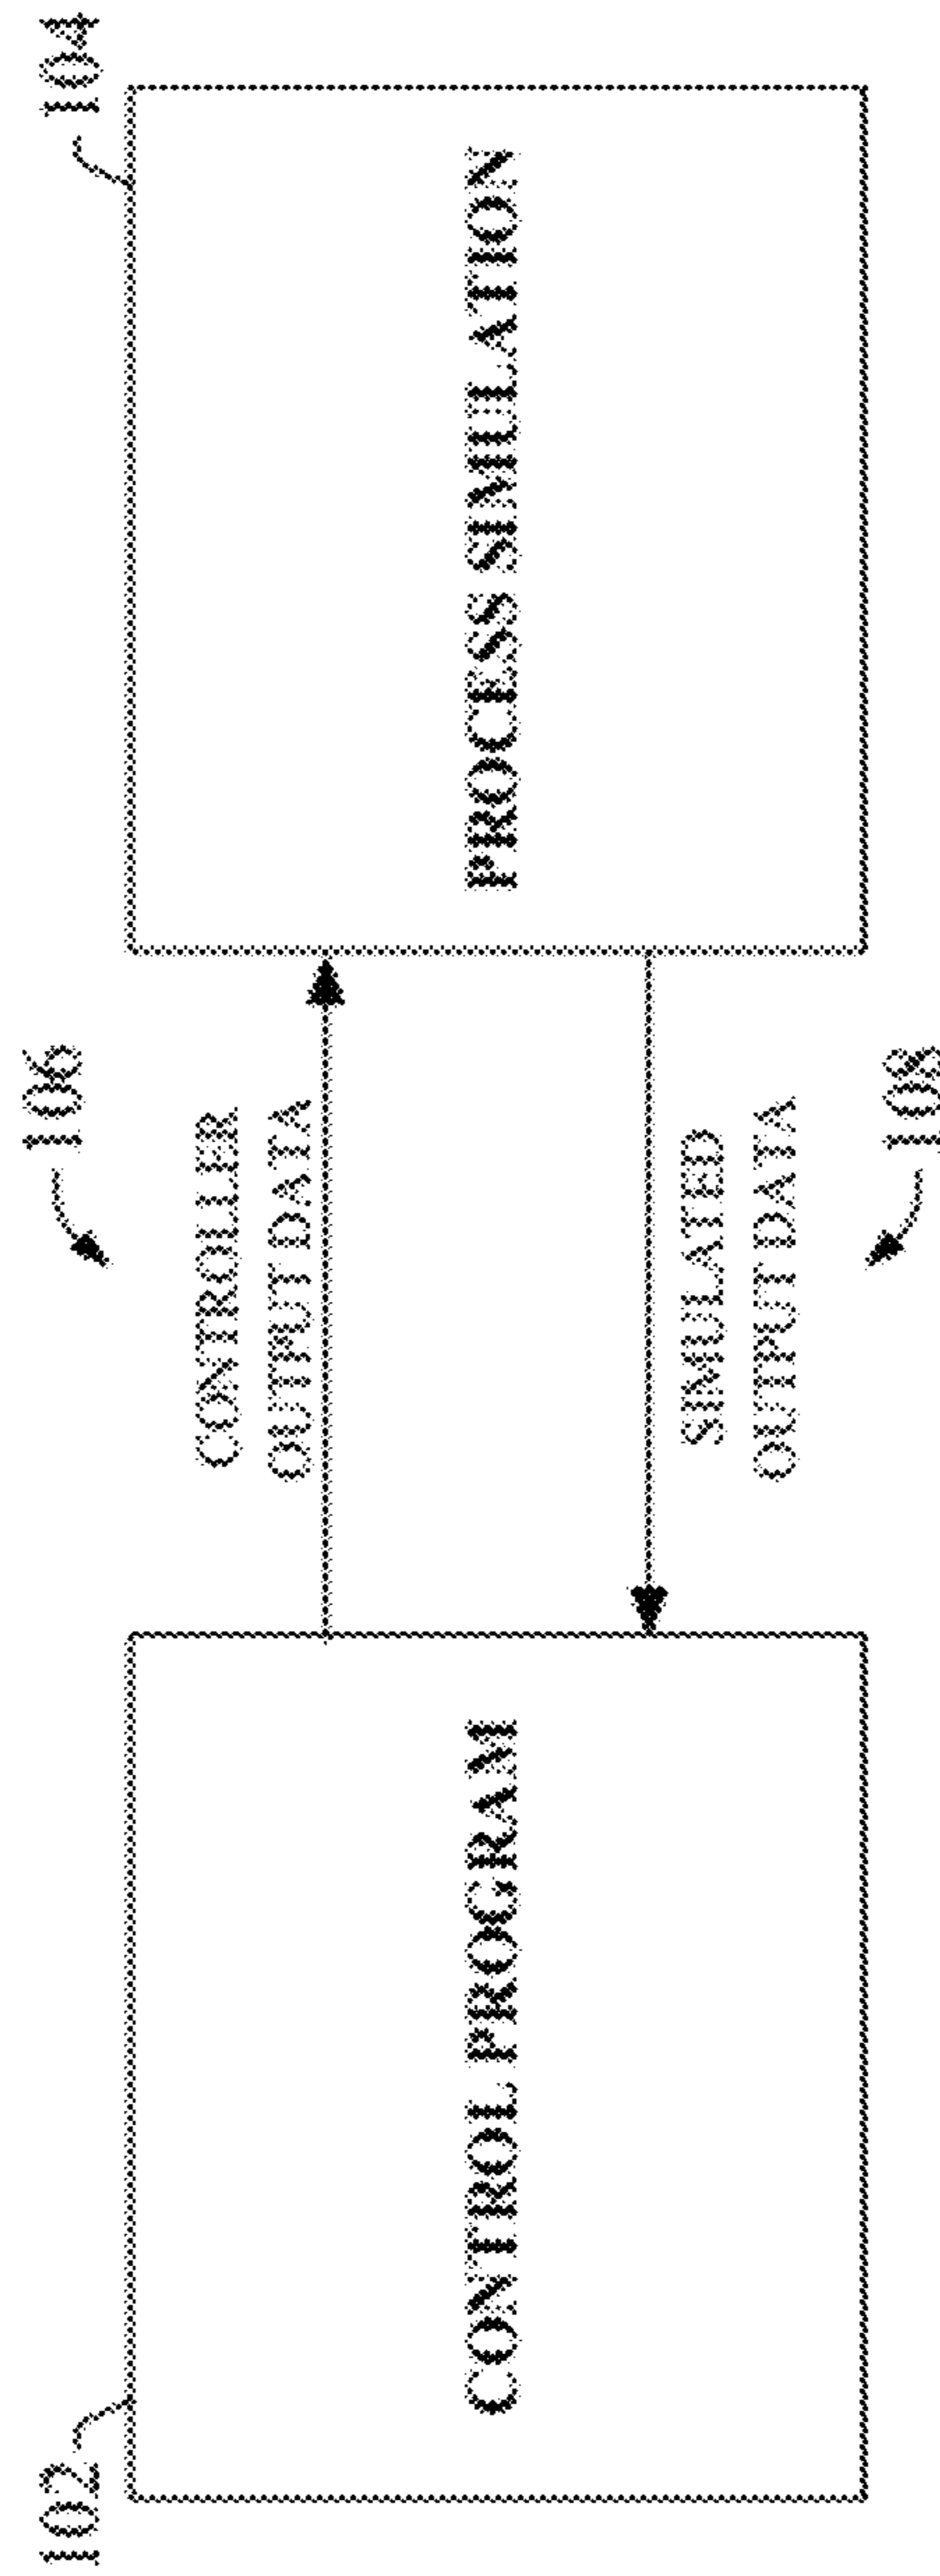 102
104
CONTROL PROGRAM
106
CONTROLLER
OUTPUT DATA
SIMULATED
OUTPUT DATA
108
PROCESS SIMULATION